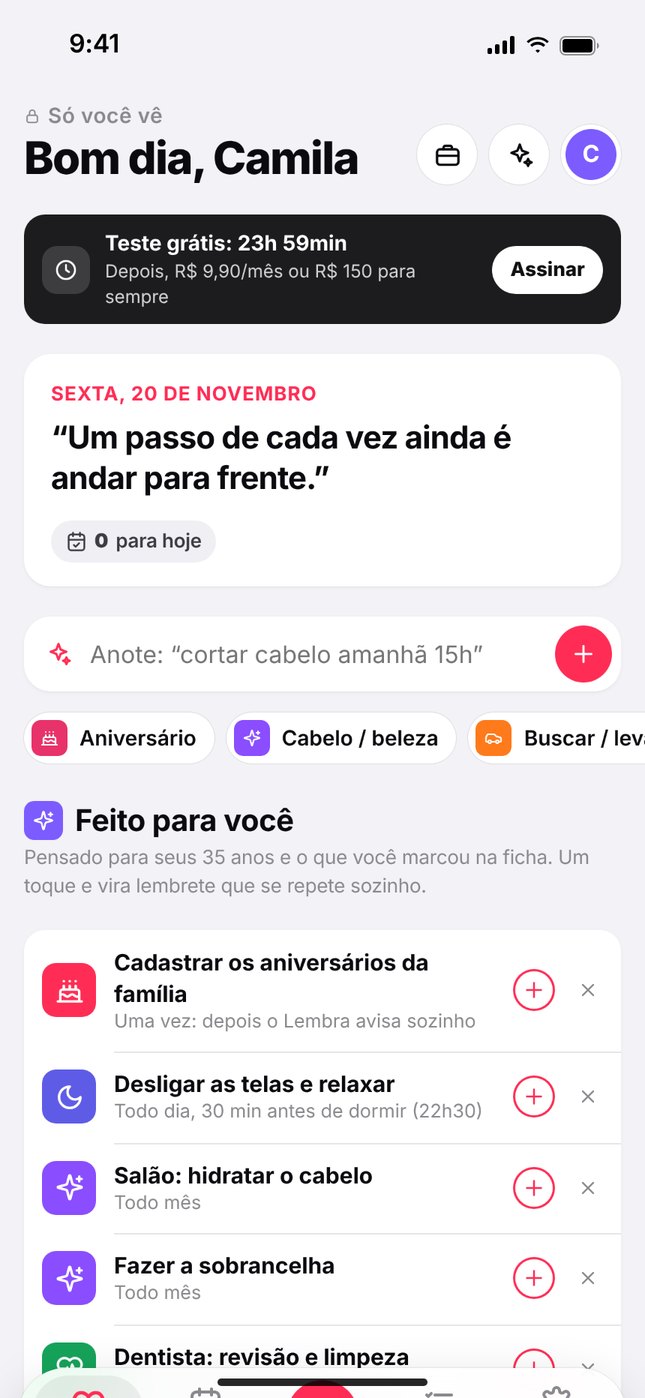 9:41
Só você vê
Bom dia, Camila
C
Teste grátis: 23h 59min
Depois, R$ 9,90/mês ou R$ 150 para
sempre
Assinar
SEXTA, 20 DE NOVEMBRO
“Um passo de cada vez ainda é
andar para frente.”
0 para hoje
Anote: “cortar cabelo amanhã 15h”
Aniversário
Cabelo / beleza
Buscar / lev
Feito para você
Pensado para seus 35 anos e o que você marcou na ficha. Um
toque e vira lembrete que se repete sozinho.
Cadastrar os aniversários da
família
Uma vez: depois o Lembra avisa sozinho
Desligar as telas e relaxar
Todo dia, 30 min antes de dormir (22h30)
Salão: hidratar o cabelo
Todo mês
Fazer a sobrancelha
Todo mês
Dentista: revisão e limpeza